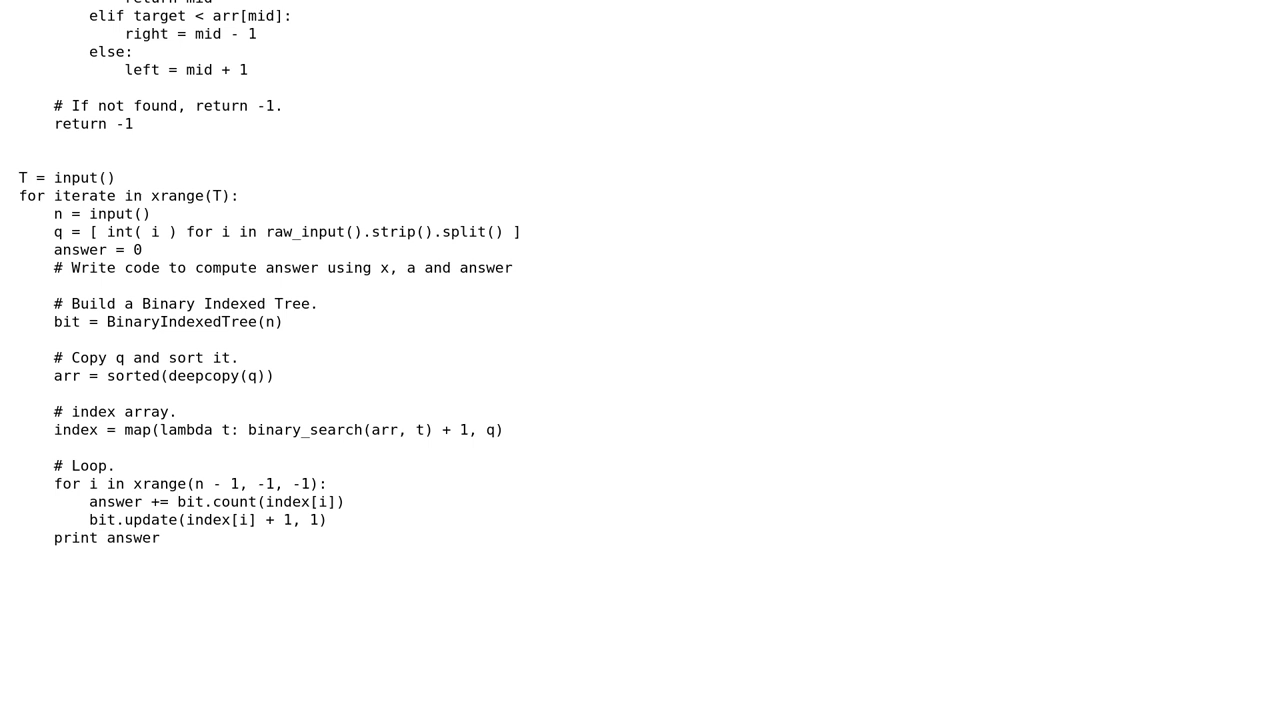 return mid
        elif target < arr[mid]:
            right = mid - 1
        else:
            left = mid + 1

    # If not found, return -1.
    return -1


T = input()
for iterate in xrange(T):
    n = input()
    q = [ int( i ) for i in raw_input().strip().split() ]
    answer = 0
    # Write code to compute answer using x, a and answer

    # Build a Binary Indexed Tree.
    bit = BinaryIndexedTree(n)

    # Copy q and sort it.
    arr = sorted(deepcopy(q))

    # index array.
    index = map(lambda t: binary_search(arr, t) + 1, q)

    # Loop.
    for i in xrange(n - 1, -1, -1):
        answer += bit.count(index[i])
        bit.update(index[i] + 1, 1)
    print answer